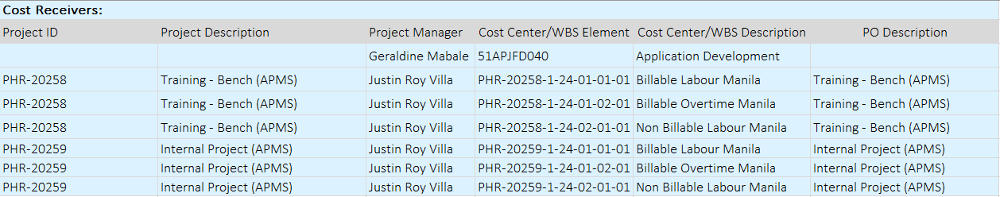 Cost Receivers:
Project ID Project Description Project Manager Cost Center/WBS Element Cost Center/WBS Description PO Description
Geraldine Mabale 51APJFD040 Application Development
PHR-20258 Training - Bench (APMS) Justin Roy Villa PHR-20258-1-24-01-01-01 Billable Labour Manila Training - Bench (APMS)
PHR-20258 Training - Bench (APMS) Justin Roy Villa PHR-20258-1-24-01-02-01 Billable Overtime Manila Training - Bench (APMS)
PHR-20258 Training - Bench (APMS) Justin Roy Villa PHR-20258-1-24-02-01-01 Non Billable Labour Manila Training - Bench (APMS)
PHR-20259 Internal Project (APMS) Justin Roy Villa PHR-20259-1-24-01-01-01 Billable Labour Manila Internal Project (APMS)
PHR-20259 Internal Project (APMS) Justin Roy Villa PHR-20259-1-24-01-02-01 Billable Overtime Manila Internal Project (APMS)
PHR-20259 Internal Project (APMS) Justin Roy Villa PHR-20259-1-24-02-01-01 Non Billable Labour Manila Internal Project (APMS)